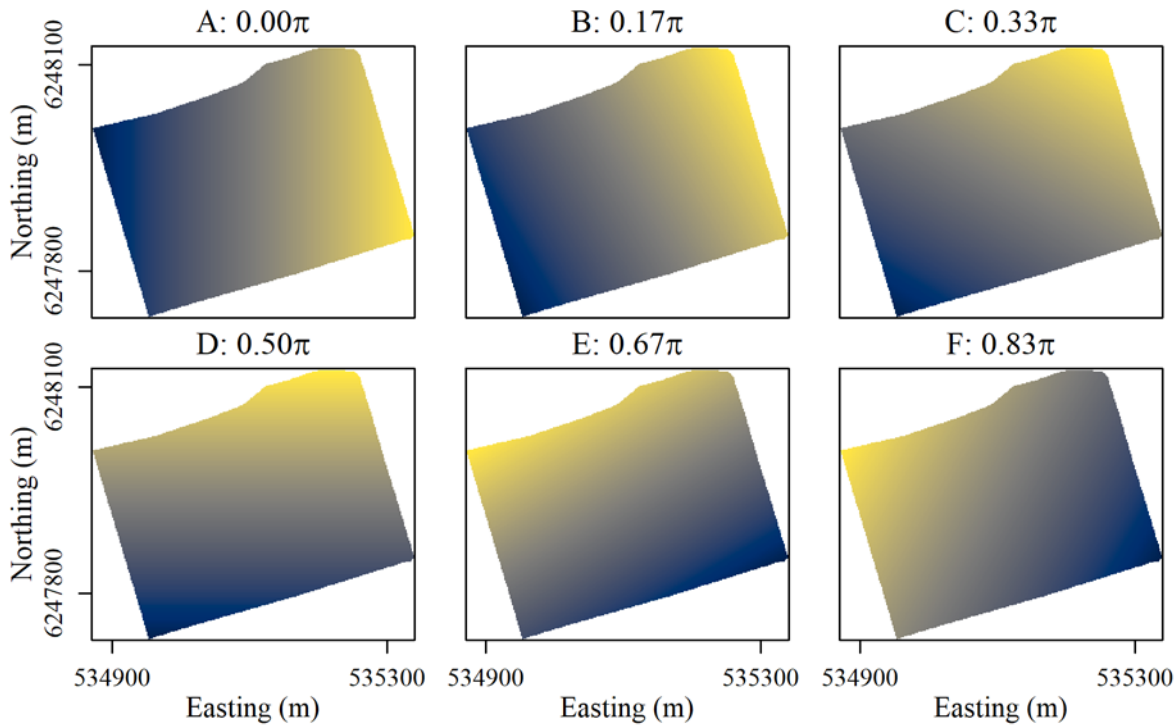 A: 0.00π
B: 0.17π
C: 0.33π
Northing (m)
6248100
6247800
D: 0.50π
E: 0.67π
F: 0.83π
Northing (m)
6248100
6247800
534900
535300
534900
535300
534900
535300
Easting (m)
Easting (m)
Easting (m)